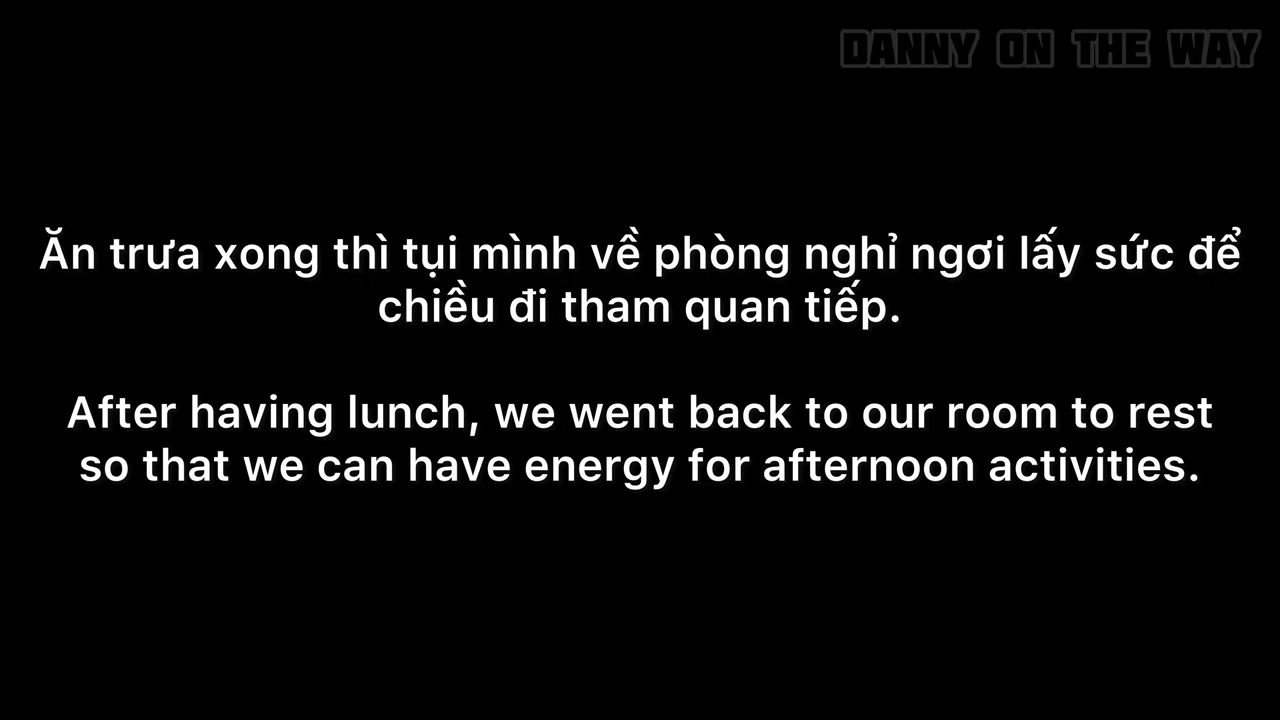 DANNY ON THE WAY
Ăn trưa xong thì tụi mình về phòng nghỉ ngơi lấy sức để
chiều đi tham quan tiếp.
After having lunch, we went back to our room to rest
so that we can have energy for afternoon activities.